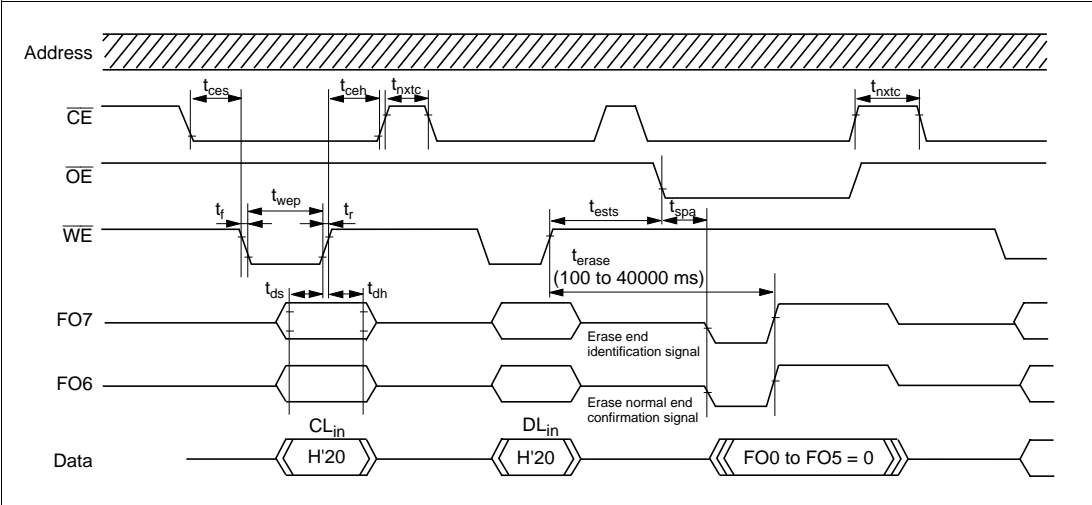 Address
t_ces t_ceh t_nxtc t_nxtc
CE
OE
t_wep
t_f t_r t_ests t_spa
WE
t_erase
(100 to 40000 ms)
t_ds t_dh
FO7
Erase end
identification signal
FO6
Erase normal end
confirmation signal
CL_in DL_in
Data H'20 H'20 FO0 to FO5 = 0